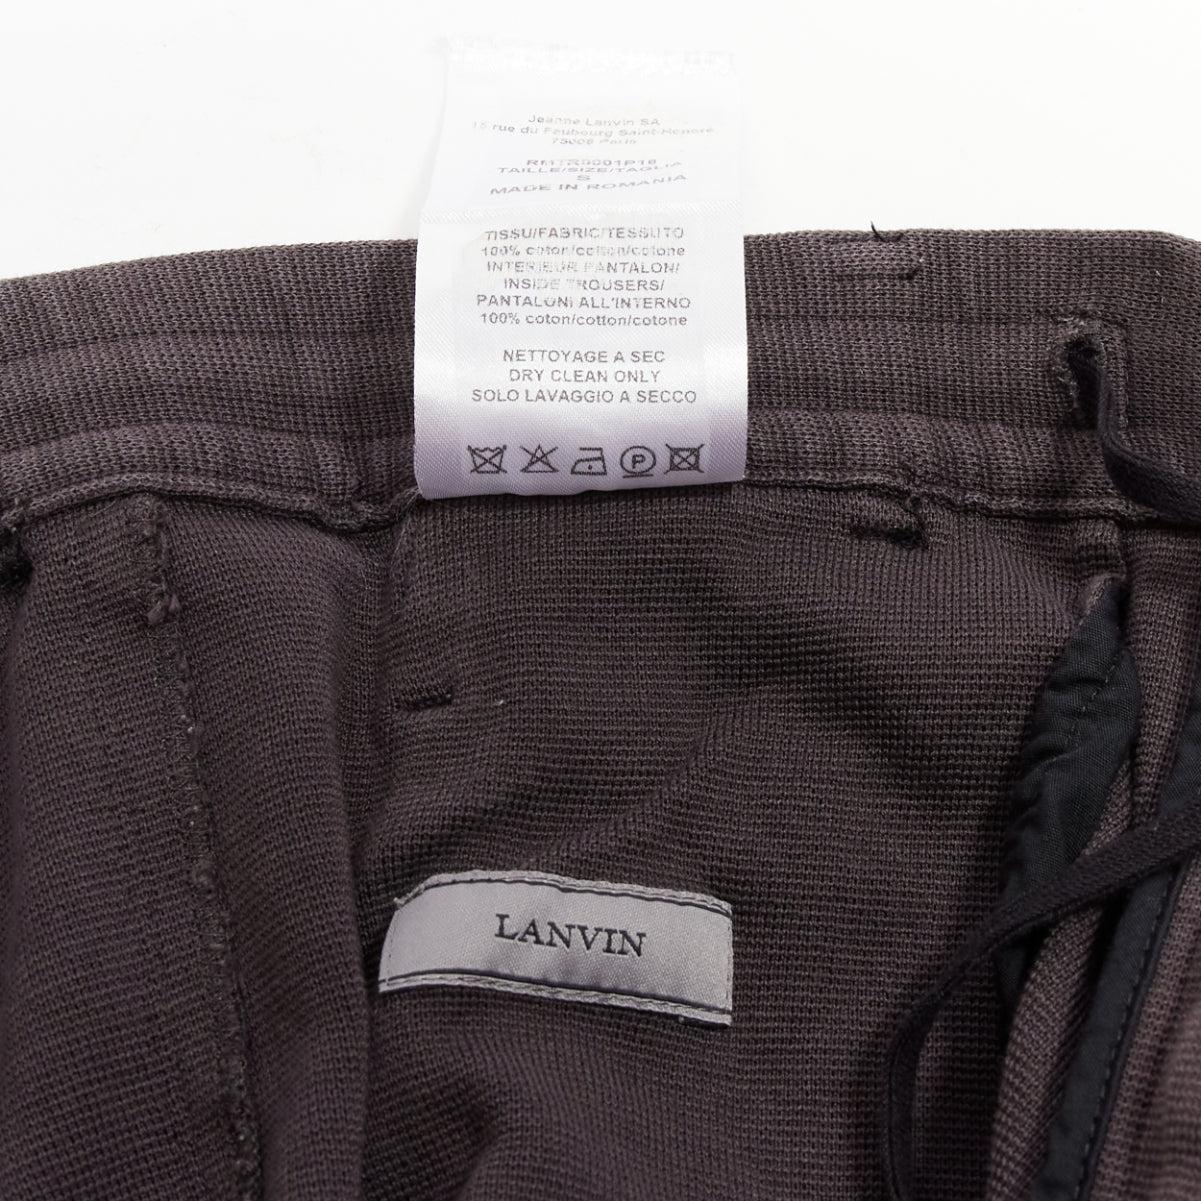 Jeanne Lanvin SA
15 rue du Faubourg Saint-Honoré
75008 Paris
RMTR0001P16
TAILLE/SIZE/TAGLIA
S
MADE IN ROMANIA
TISSU/FABRIC/TESSUTO
100% coton/cotton/cotone
INTERIEUR PANTALON/
INSIDE TROUSERS/
PANTALONI ALL'INTERNO
100% coton/cotton/cotone
NETTOYAGE A SEC
DRY CLEAN ONLY
SOLO LAVAGGIO A SECCO
P
LANVIN